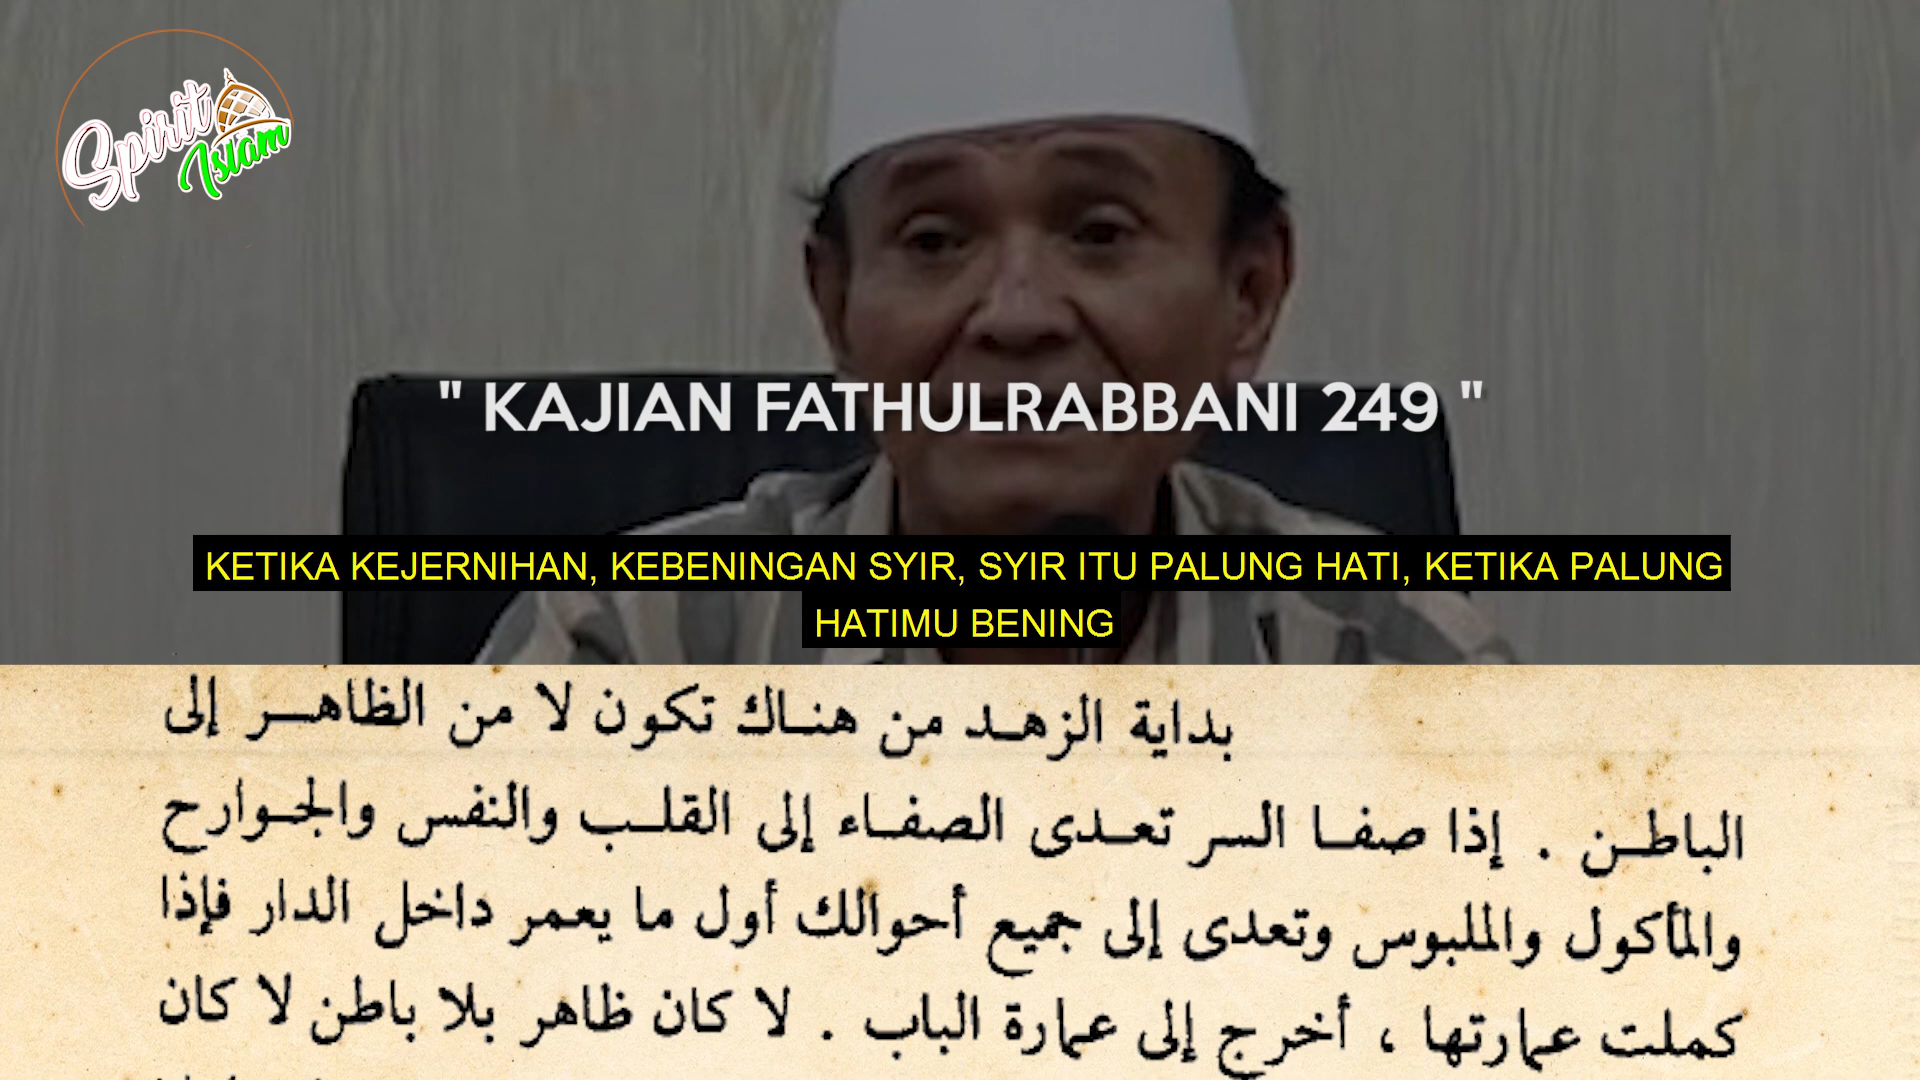 Spirit
Islam
" KAJIAN FATHULRABBANI 249 "
KETIKA KEJERNIHAN, KEBENINGAN SYIR, SYIR ITU PALUNG HATI, KETIKA PALUNG
HATIMU BENING
بداية الزهد من هناك تكون لا من الظاهر إلى
الباطن . إذا صفا السر تعدى الصفاء إلى القلب والنفس والجوارح
والمأكول والملبوس وتعدى إلى جميع أحوالك أول ما يعمر داخل الدار فإذا
كملت عمارتها ، أخرج إلى عمارة الباب . لا كان ظاهر بلا باطن لا كان